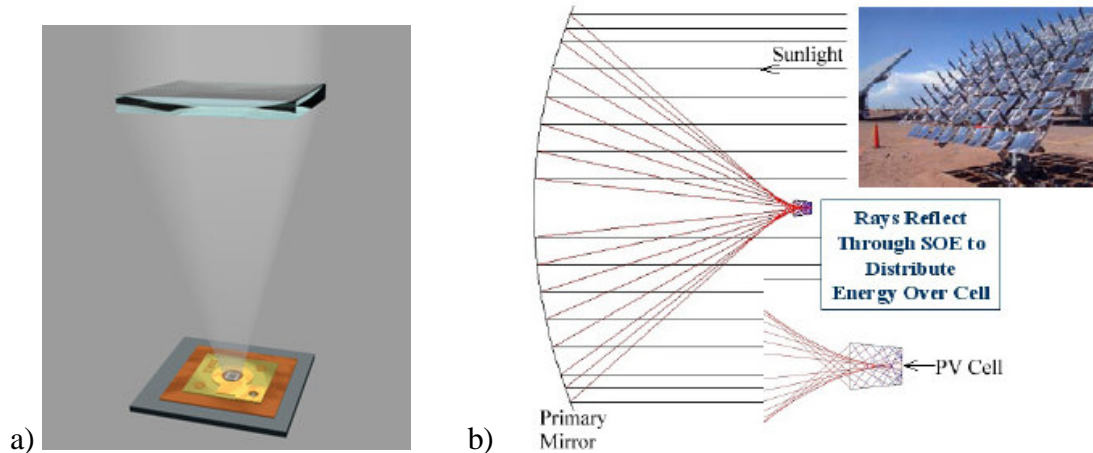 a)
b)
Sunlight
Rays Reflect
Through SOE to
Distribute
Energy Over Cell
PV Cell
Primary
Mirror